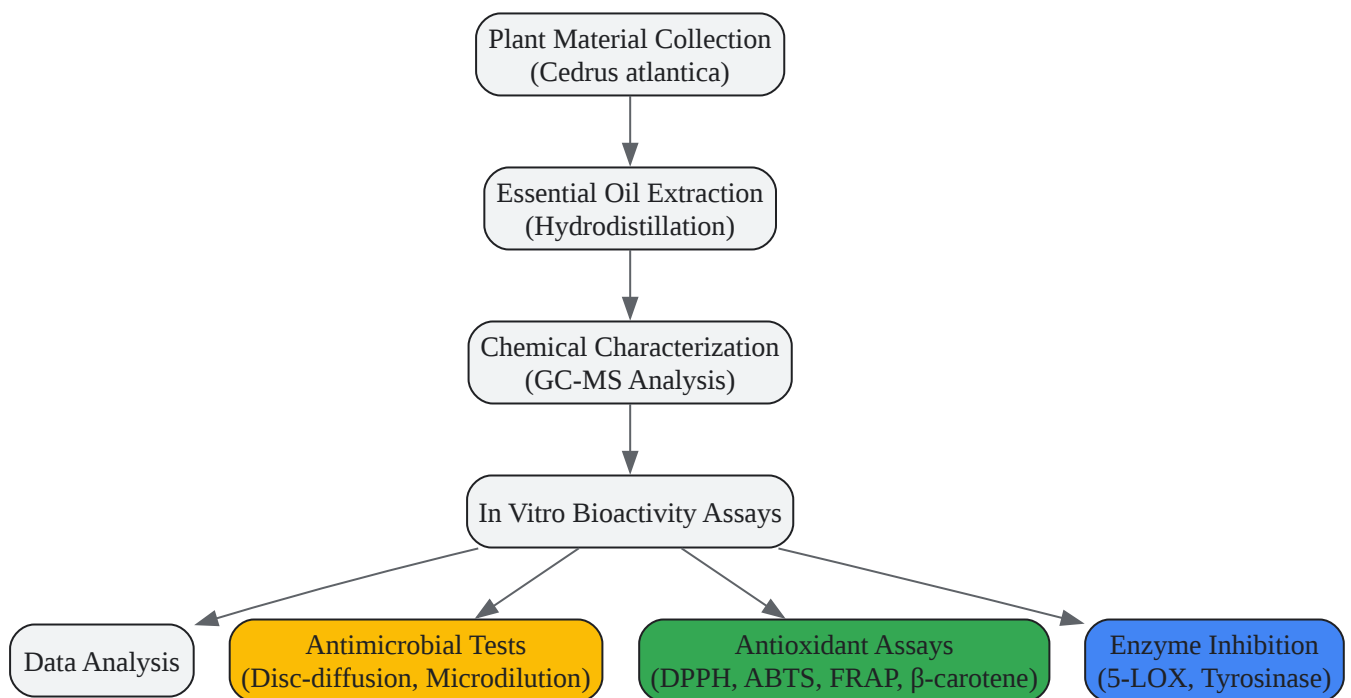 Plant Material Collection
(Cedrus atlantica)
Essential Oil Extraction
(Hydrodistillation)
Chemical Characterization
(GC-MS Analysis)
In Vitro Bioactivity Assays
Data Analysis
Antimicrobial Tests
(Disc-diffusion, Microdilution)
Antioxidant Assays
(DPPH, ABTS, FRAP, β-carotene)
Enzyme Inhibition
(5-LOX, Tyrosinase)